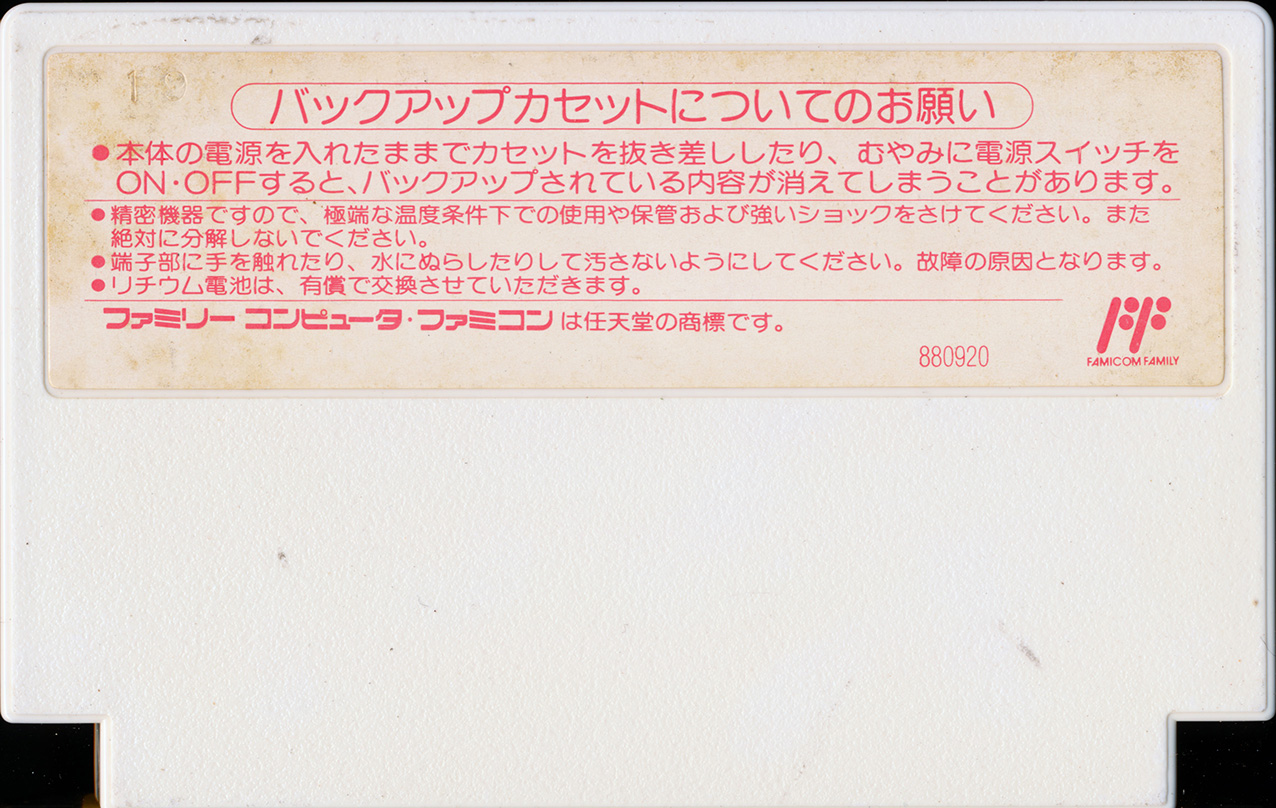 10
バックアップカセットについてのお願い
●本体の電源を入れたままでカセットを抜き差ししたり、むやみに電源スイッチを
ON・OFFすると、バックアップされている内容が消えてしまうことがあります。
●精密機器ですので、極端な温度条件下での使用や保管および強いショックをさけてください。また
絶対に分解しないでください。
●端子部に手を触れたり、水にぬらしたりして汚さないようにしてください。故障の原因となります。
●リチウム電池は、有償で交換させていただきます。
ファミリー コンピュータ・ファミコン は任天堂の商標です。
880920
FAMICOM FAMILY